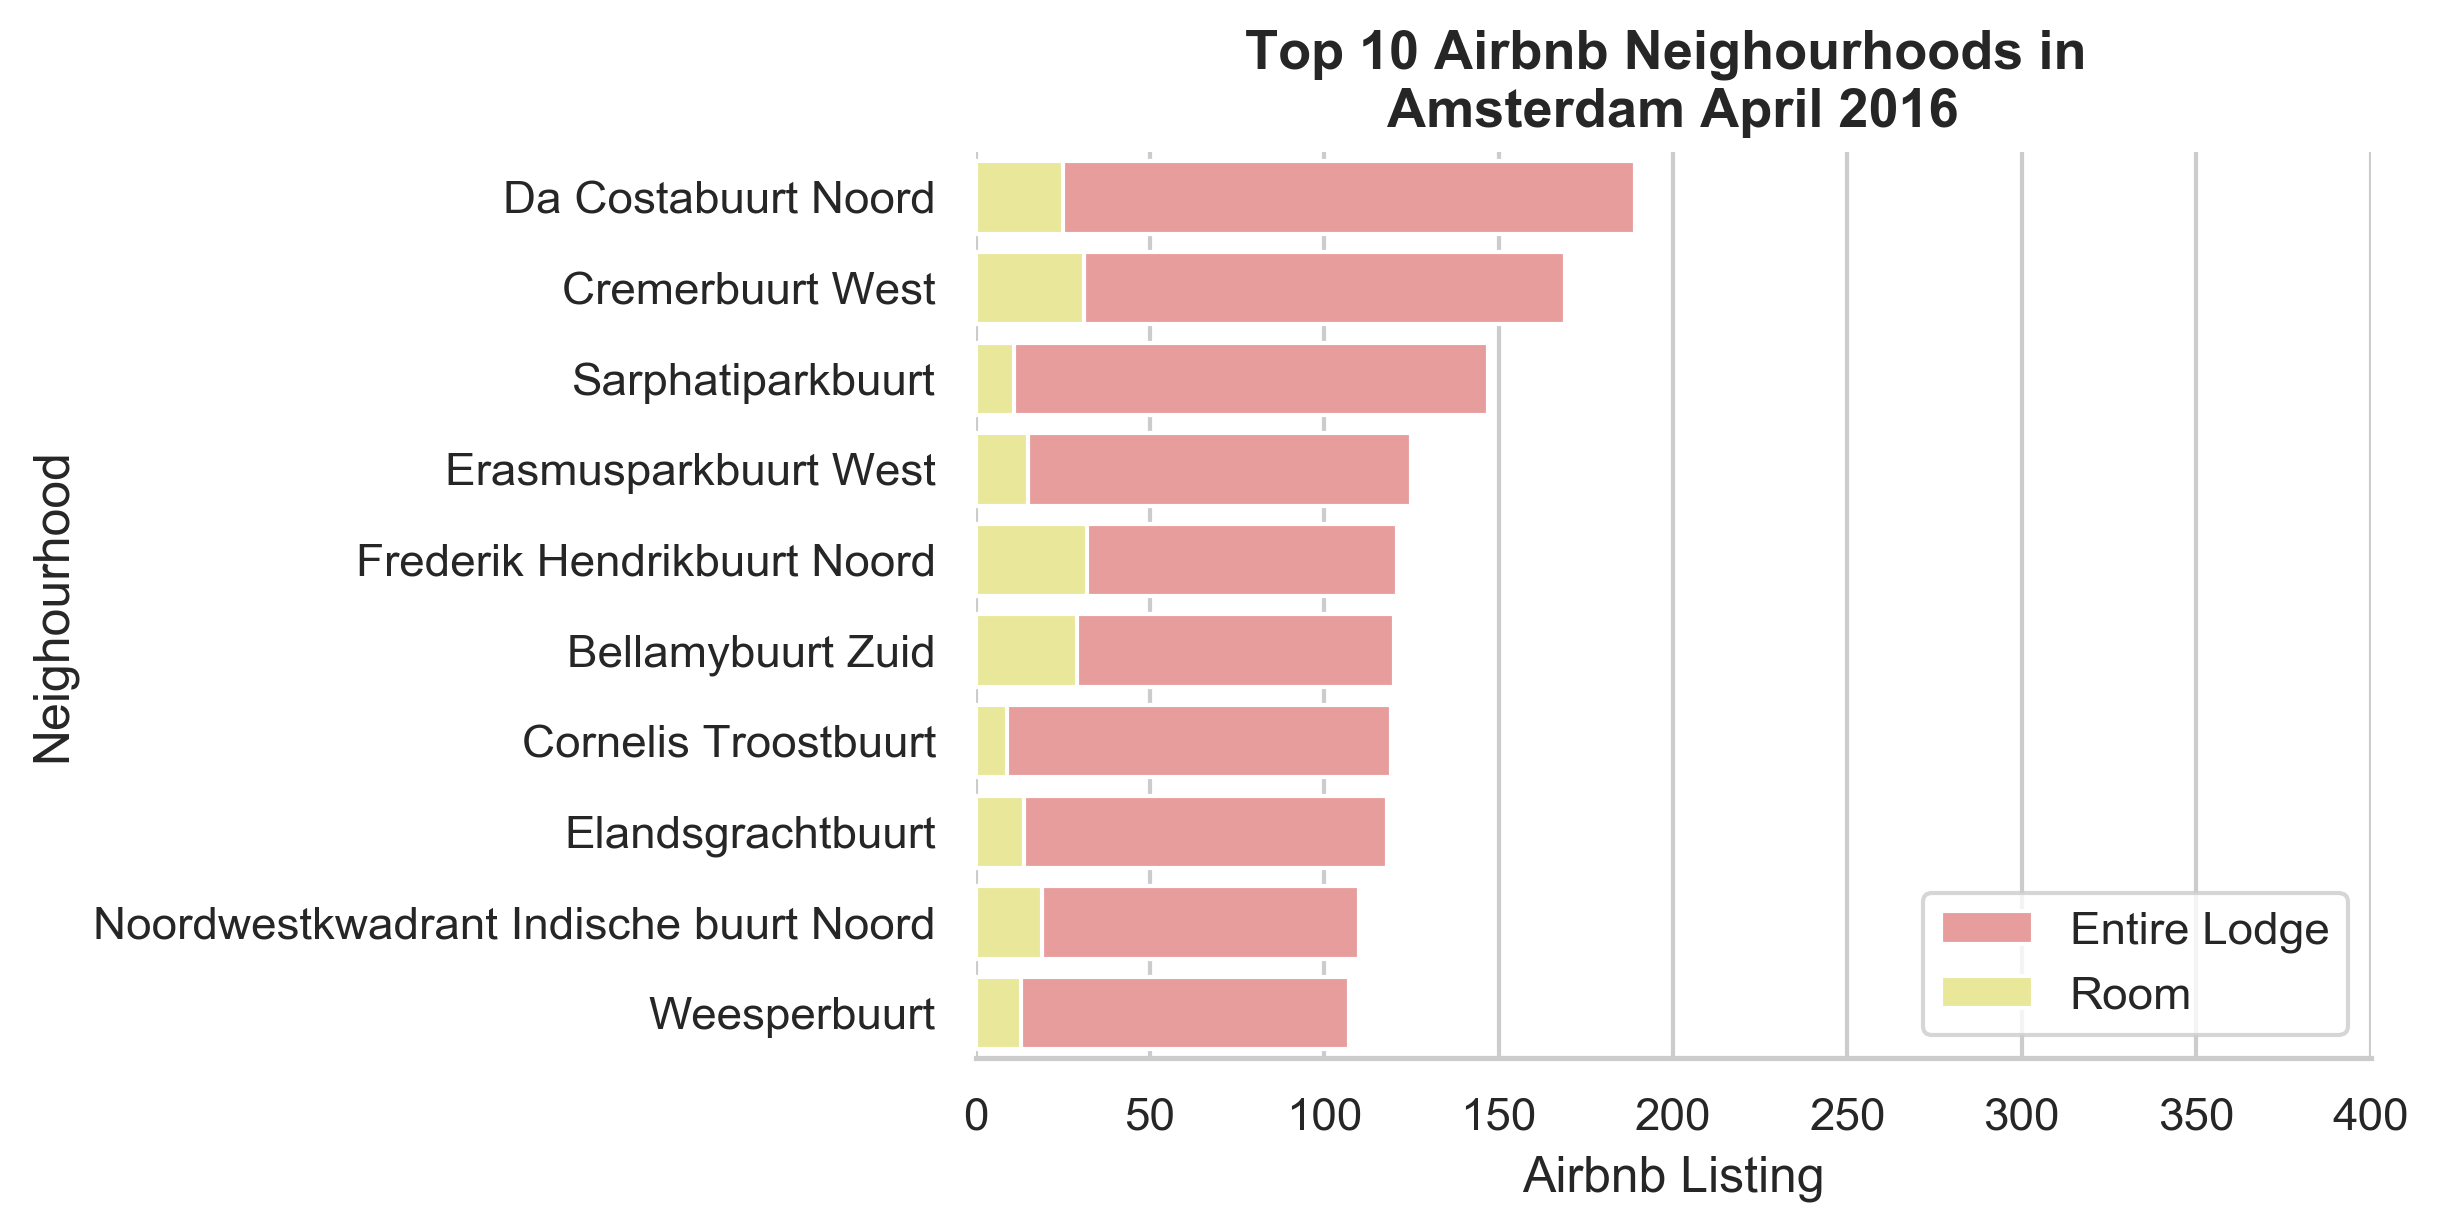 Top 10 Airbnb Neighourhoods in
Amsterdam April 2016
Neighourhood
Da Costabuurt Noord
Cremerbuurt West
Sarphatiparkbuurt
Erasmusparkbuurt West
Frederik Hendrikbuurt Noord
Bellamybuurt Zuid
Cornelis Troostbuurt
Elandsgrachtbuurt
Noordwestkwadrant Indische buurt Noord
Weesperbuurt
Entire Lodge
Room
0 50 100 150 200 250 300 350 400
Airbnb Listing